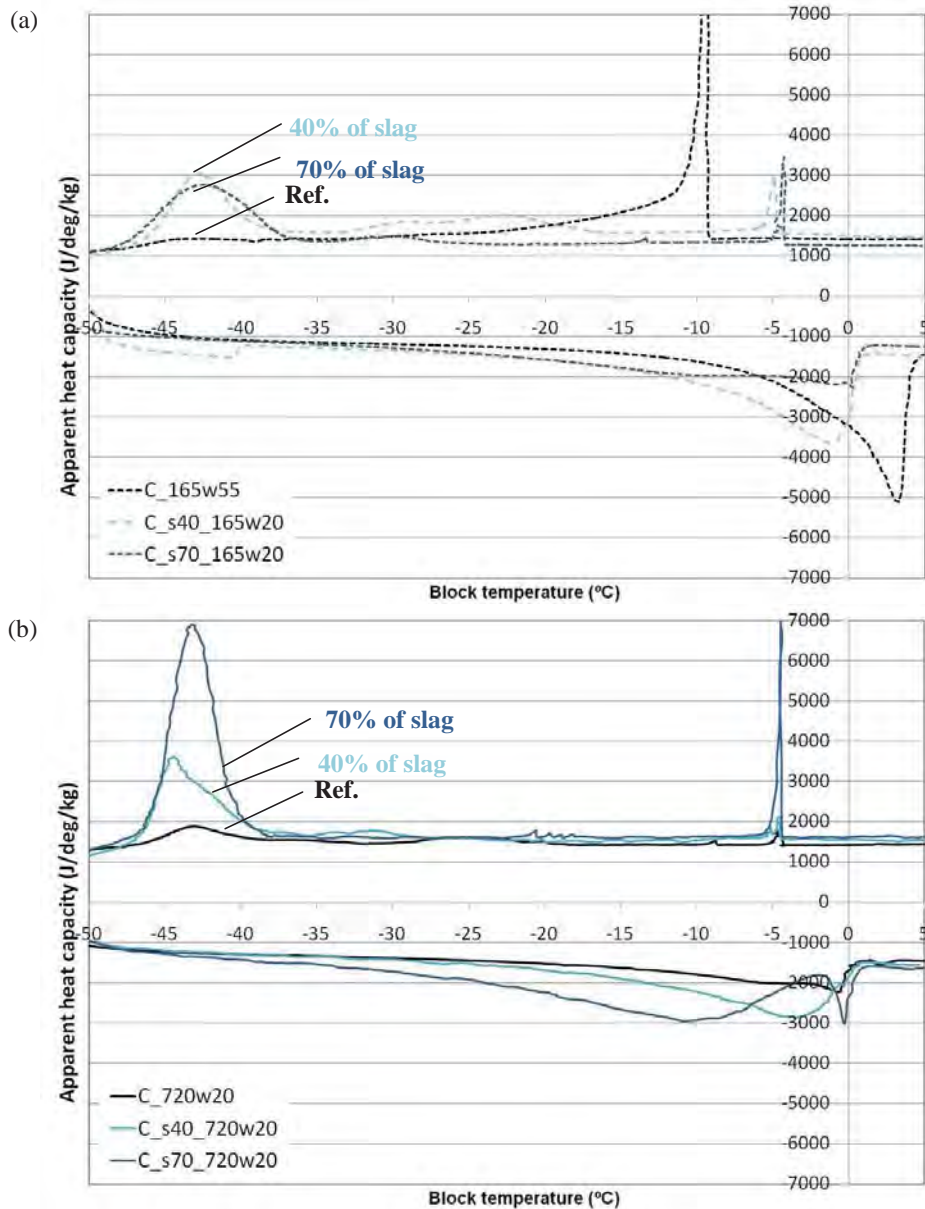 (a)
7000
6000
5000
4000
3000
2000
1000
0
-1000
-2000
-3000
-4000
-5000
-6000
-7000
40% of slag
70% of slag
Ref.
-50 -45 -40 -35 -30 -25 -20 -15 -10 -5 0 5
Apparent heat capacity (J/deg/kg)
C_165w55
C_s40_165w20
C_s70_165w20
Block temperature (ºC)
(b)
7000
6000
5000
4000
3000
2000
1000
0
-1000
-2000
-3000
-4000
-5000
-6000
-7000
70% of slag
40% of slag
Ref.
-50 -45 -40 -35 -30 -25 -20 -15 -10 -5 0 5
Apparent heat capacity (J/deg/kg)
C_720w20
C_s40_720w20
C_s70_720w20
Block temperature (ºC)